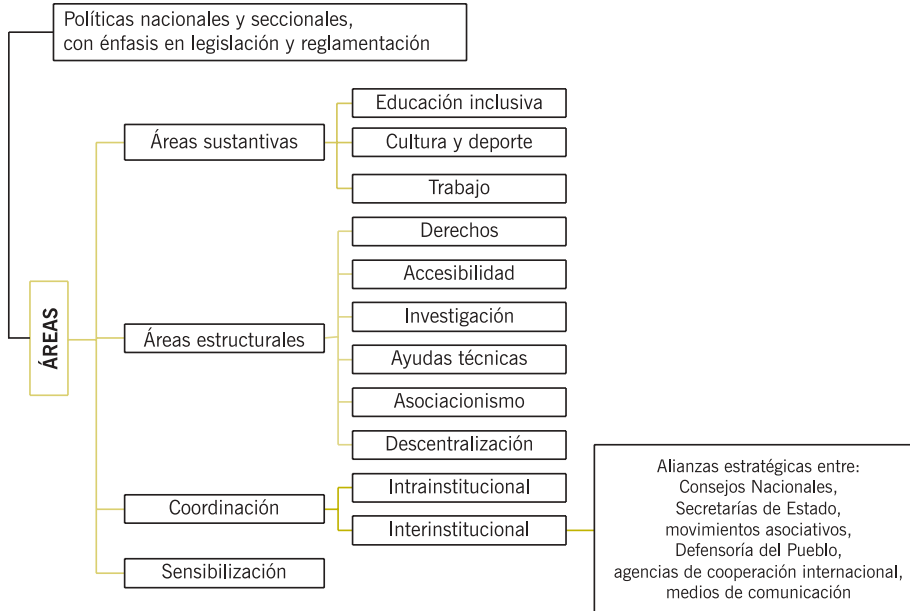 Políticas nacionales y seccionales,
con énfasis en legislación y reglamentación
ÁREAS
Áreas sustantivas
Educación inclusiva
Cultura y deporte
Trabajo
Áreas estructurales
Derechos
Accesibilidad
Investigación
Ayudas técnicas
Asociacionismo
Descentralización
Coordinación
Intrainstitucional
Interinstitucional
Alianzas estratégicas entre:
Consejos Nacionales,
Secretarías de Estado,
movimientos asociativos,
Defensoría del Pueblo,
agencias de cooperación internacional,
medios de comunicación
Sensibilización